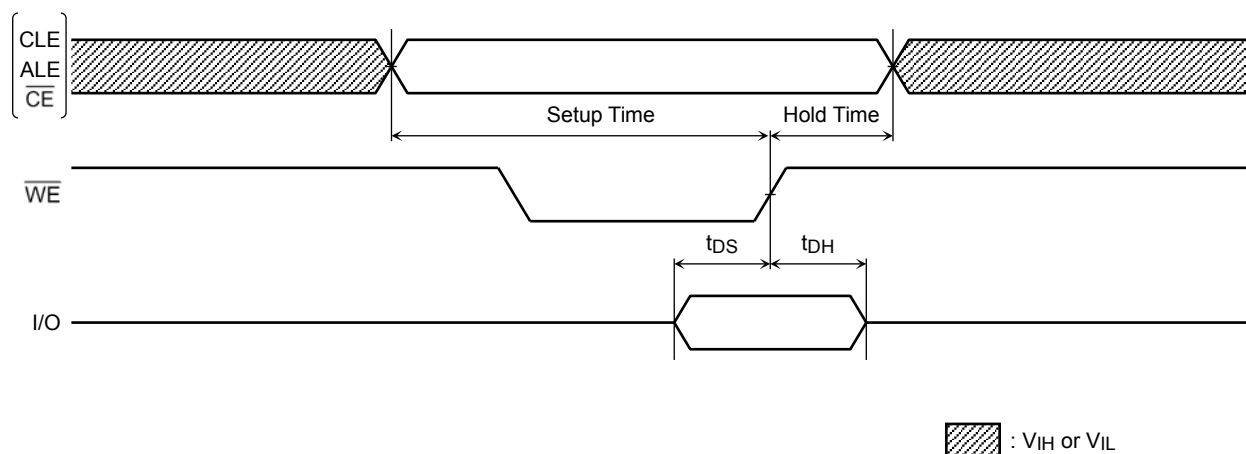 CLE
ALE
CE
Setup Time
Hold Time
WE
tDS
tDH
I/O
: VIH or VIL